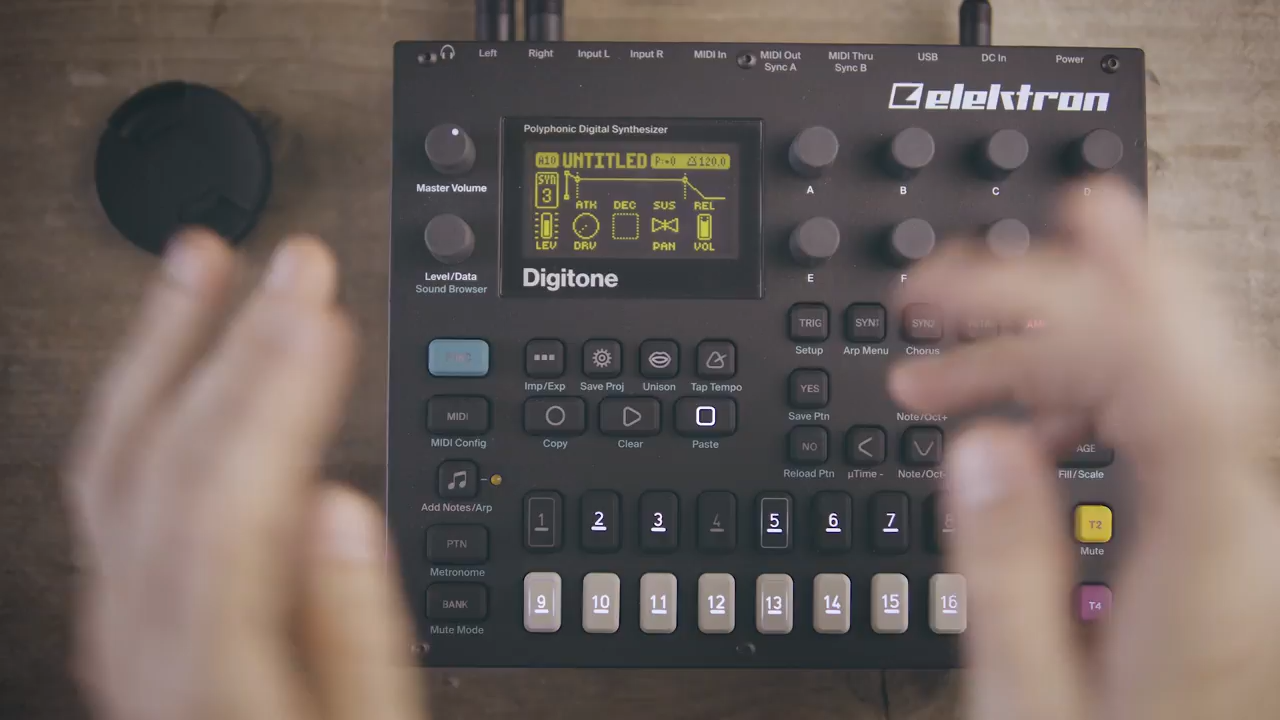 Left Right Input L Input R MIDI In MIDI Out MIDI Thru USB DC In Power
Sync A Sync B
elektron
Polyphonic Digital Synthesizer
A10 UNTITLED P:+0 120.0
SYN
3
ATK DEC SUS REL
LEV DRV PAN VOL
Digitone
Master Volume
Level/Data
Sound Browser
A B C D
E F
TRIG SYN1 SYN2
Setup Arp Menu Chorus
Imp/Exp Save Proj Unison Tap Tempo
YES
Save Ptn Note/Oct+
MIDI
MIDI Config Copy Clear Paste
NO
Reload Ptn µTime - Note/Oct-
AGE
Fill/Scale
Add Notes/Arp
1 2 3 4 5 6 7 8
T2
Mute
PTN
Metronome
BANK
Mute Mode
9 10 11 12 13 14 15 16
T4